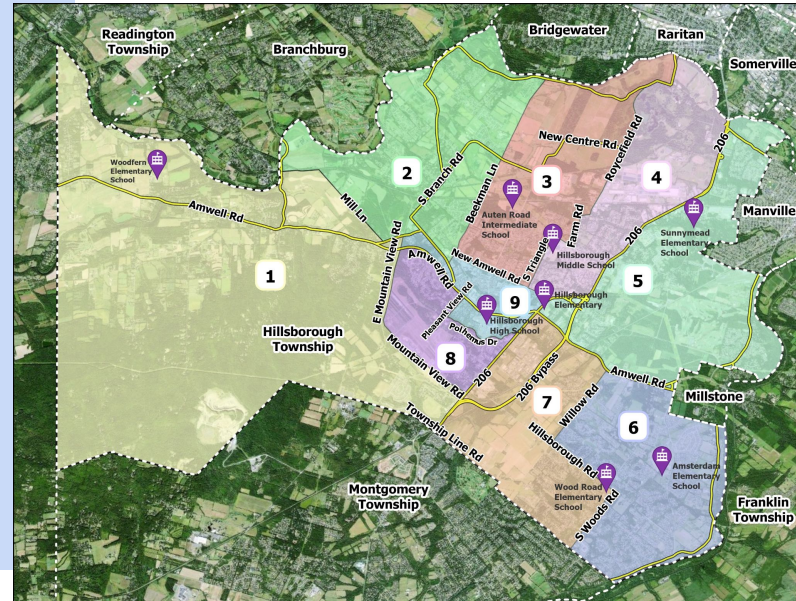 Readington
Township
Branchburg
Bridgewater
Raritan
Somerville
Manville
Millstone
Franklin
Township
Montgomery
Township
Hillsborough
Township
Woodfern
Elementary
School
Amwell Rd
Mill Ln
1
2
S Branch Rd
Beekman Ln
New Centre Rd
Roycefield Rd
206
3
4
Auten Road
Intermediate
School
S Triangle
Farm Rd
Hillsborough
Middle School
206
Sunnymead
Elementary
School
E Mountain View Rd
Amwell Rd
New Amwell Rd
Pleasant View Rd
9
Hillsborough
Elementary
5
Hillsborough
High School
Polhemus Dr
8
Mountain View Rd
206
206 Bypass
7
Township Line Rd
Willow Rd
Amwell Rd
6
Hillsborough Rd
Wood Road
Elementary
School
S Woods Rd
Amsterdam
Elementary
School